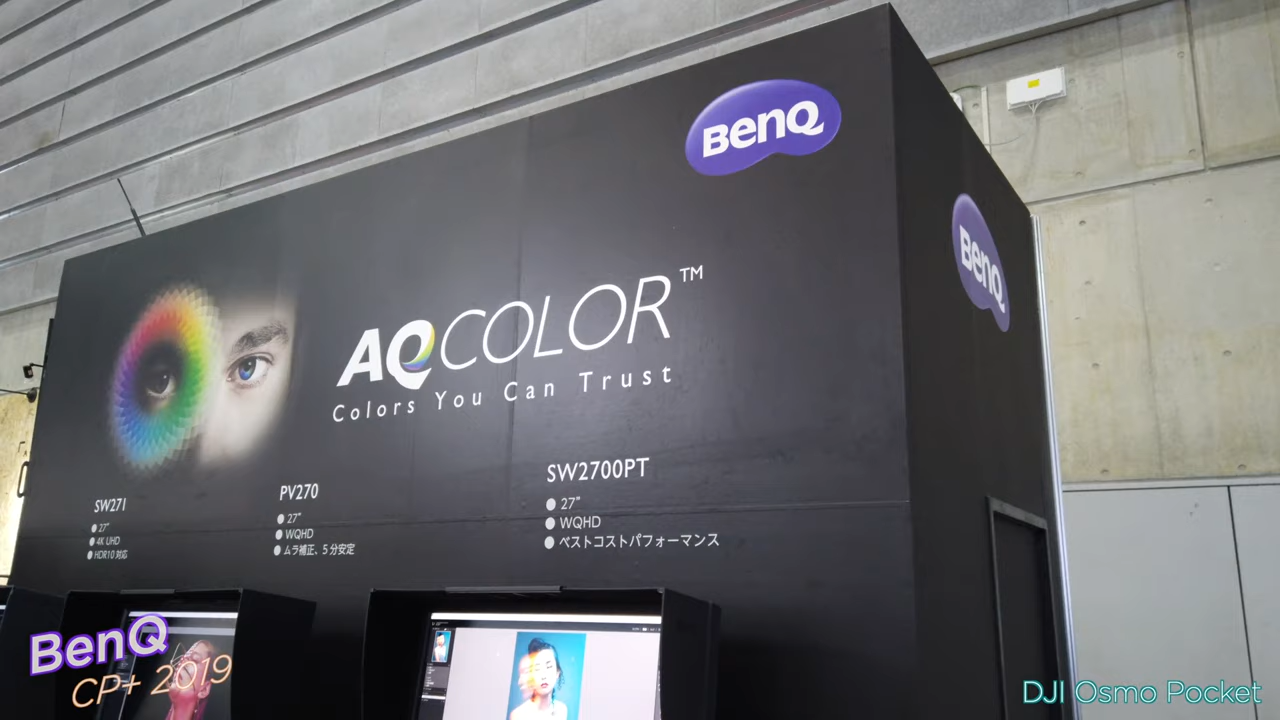 BenQ
BenQ
AQCOLOR™
Colors You Can Trust
SW271
● 27"
● 4K UHD
● HDR10 対応
PV270
● 27"
● WQHD
● ムラ補正、5分安定
SW2700PT
● 27"
● WQHD
● ベストコストパフォーマンス
BenQ
CP+ 2019
DJI Osmo Pocket